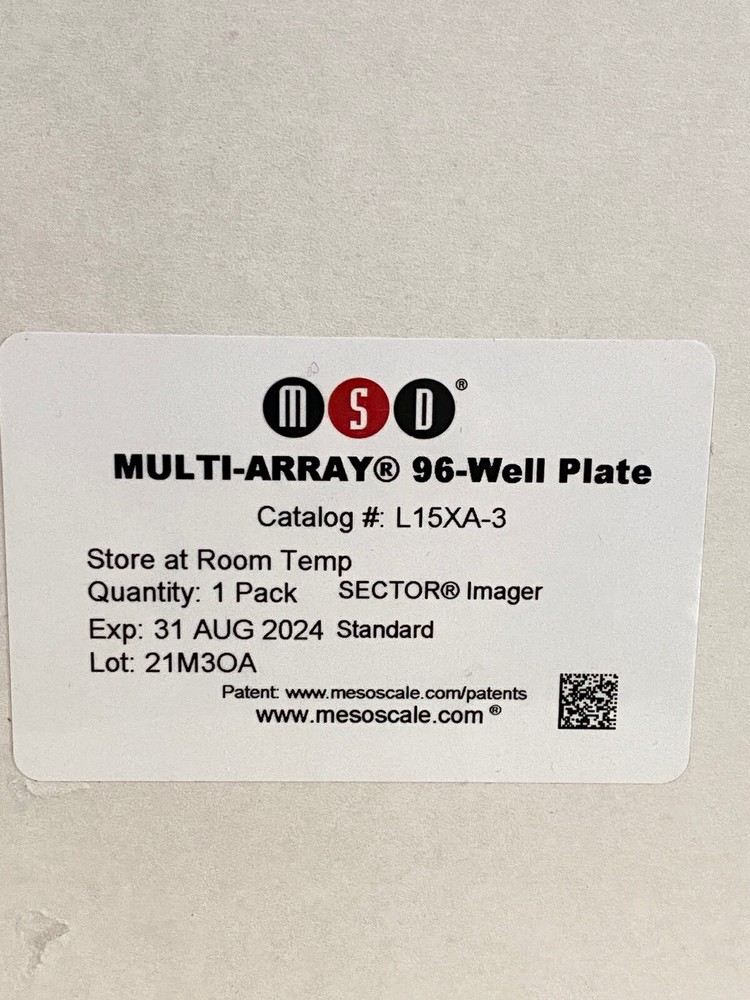 MSD®
MULTI-ARRAY® 96-Well Plate
Catalog #: L15XA-3
Store at Room Temp
Quantity: 1 Pack SECTOR® Imager
Exp: 31 AUG 2024 Standard
Lot: 21M3OA
Patent: www.mesoscale.com/patents
www.mesoscale.com®